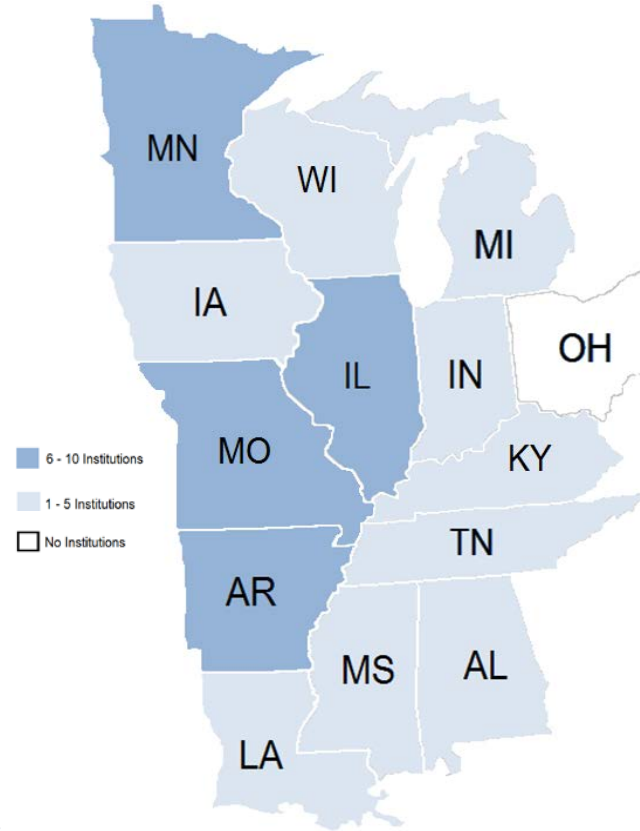 MN
WI
MI
IA
OH
IL
IN
MO
KY
6 - 10 Institutions
1 - 5 Institutions
No Institutions
TN
AR
MS
AL
LA